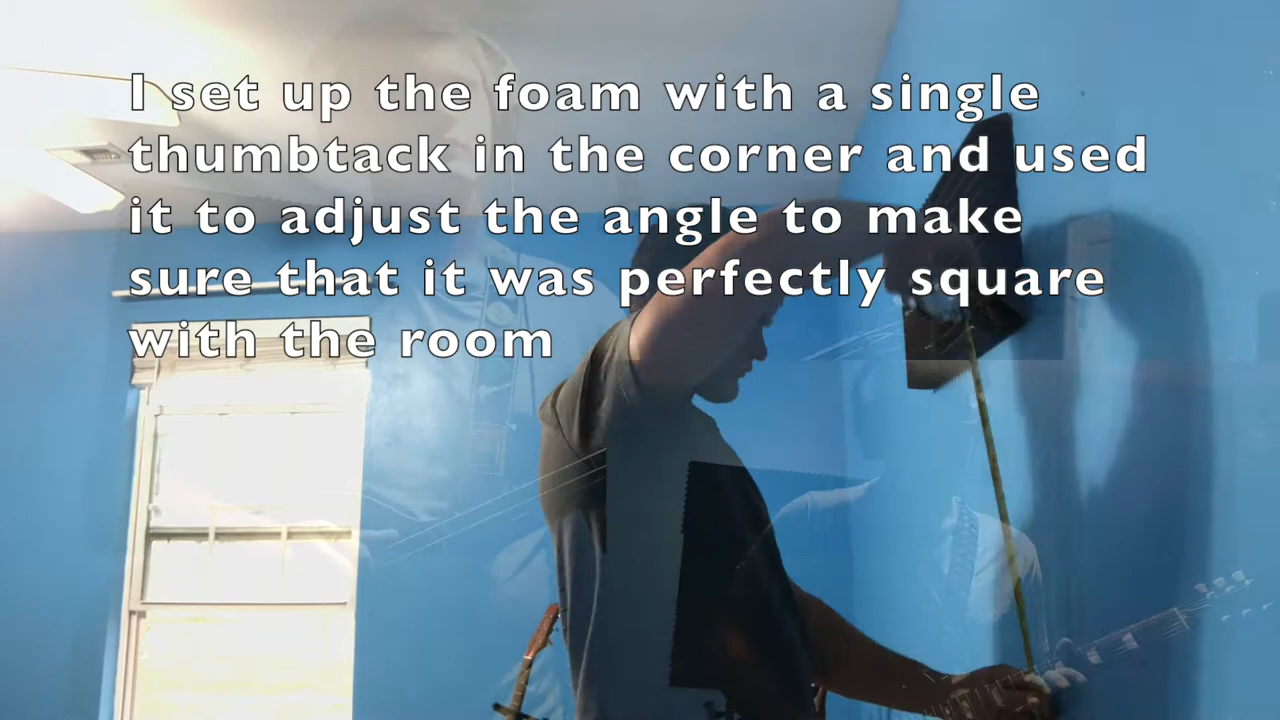 I set up the foam with a single
thumbtack in the corner and used
it to adjust the angle to make
sure that it was perfectly square
with the room